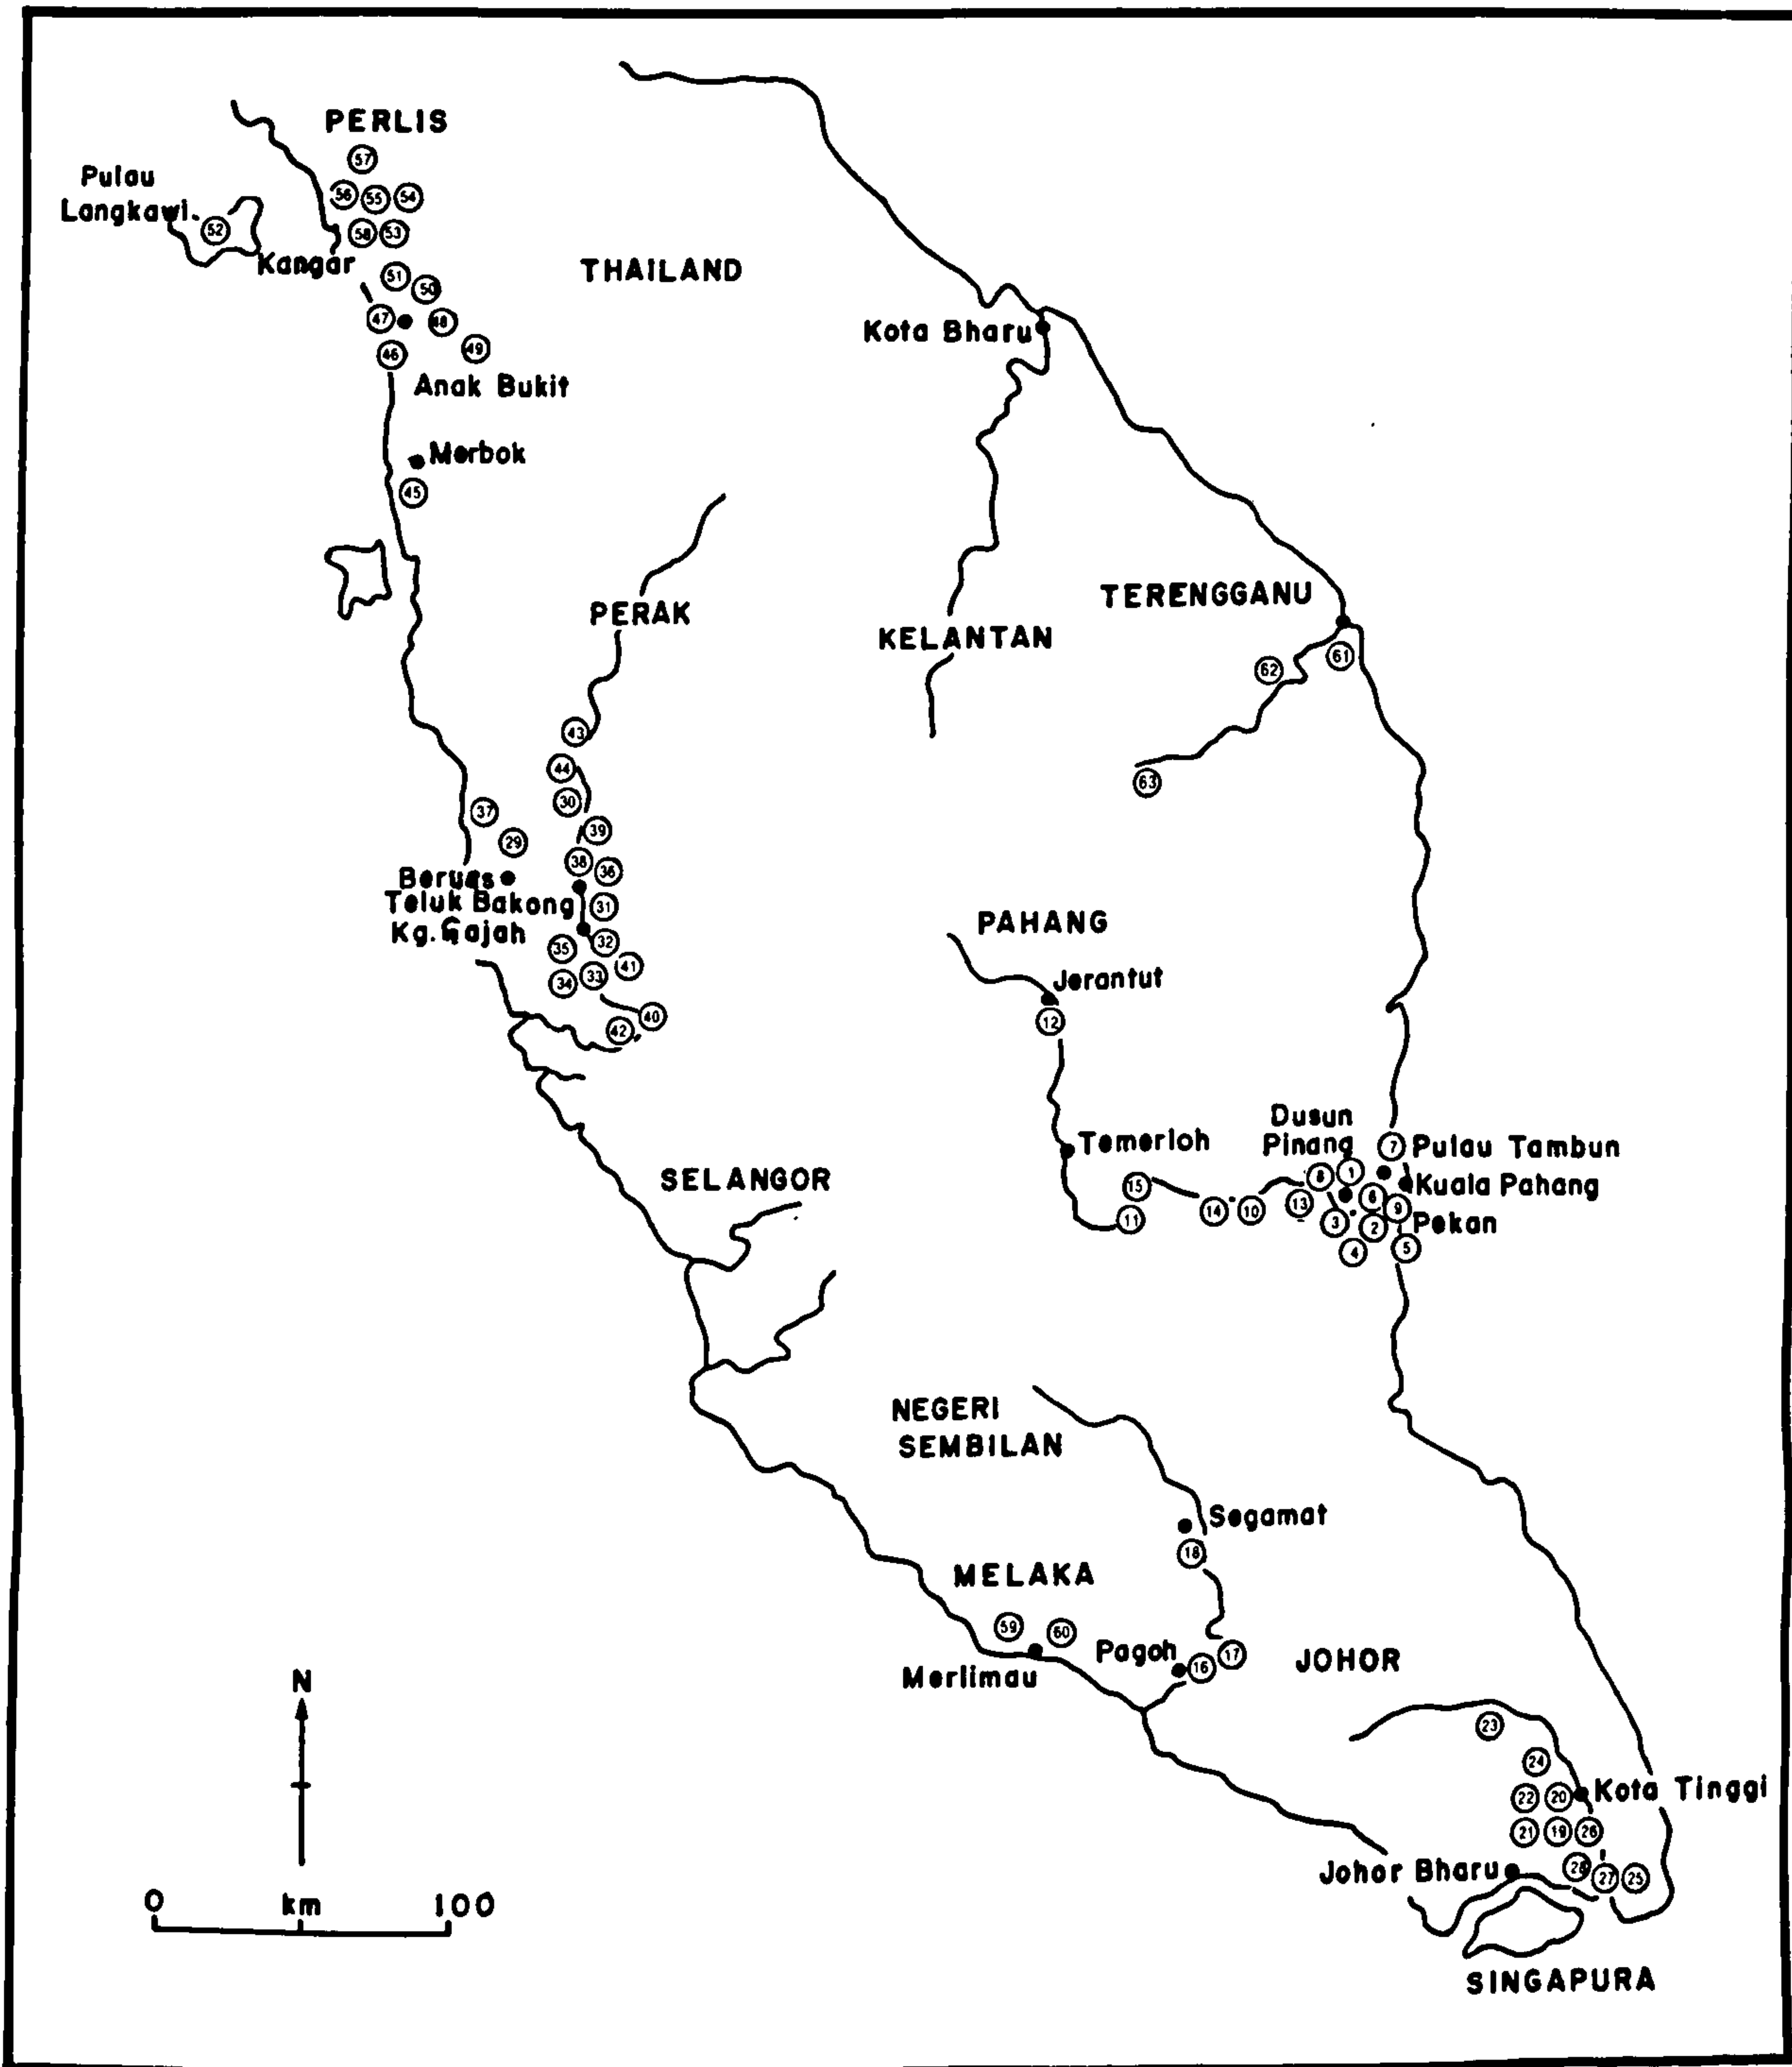 PERLIS
57
Pulau
Langkawi.
56 55 54
52
58 53
Kangar
THAILAND
51
50
47 48
Kota Bharu
49
46
Anak Bukit
Merbok
45
PERAK
TERENGGANU
KELANTAN
61
62
43
44
63
30
37
39
29
38 36
Beruas
Teluk Bakong
31
Kg. Gajah
PAHANG
35 32
41
34 33
Jerantut
40
12
42
Dusun
Pinang
Temerloh
7 Pulau Tambun
SELANGOR
8 1
15
Kuala Pahang
6
11 14 10 13
9
3 2
Pekan
4 5
NEGERI
SEMBILAN
Segamat
18
MELAKA
59 60
Pagoh
17
Merlimau
16
JOHOR
N
23
24
Kota Tinggi
22 20
21 19 26
Johor Bharu
28
27 25
0 km 100
SINGAPURA